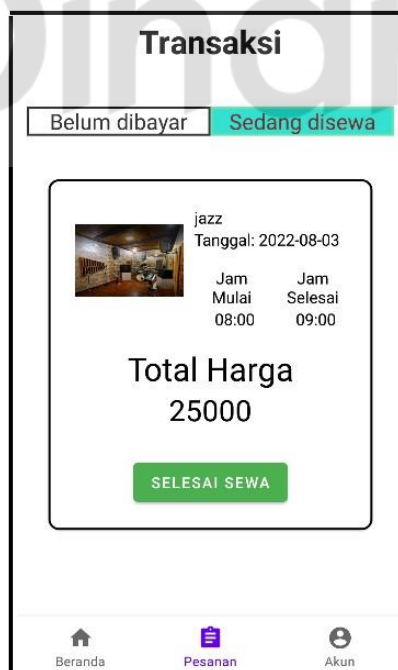 Transaksi
Belum dibayar Sedang disewa
jazz
Tanggal: 2022-08-03
Jam Mulai
08:00
Jam Selesai
09:00
Total Harga
25000
SELESAI SEWA
Beranda Pesanan Akun